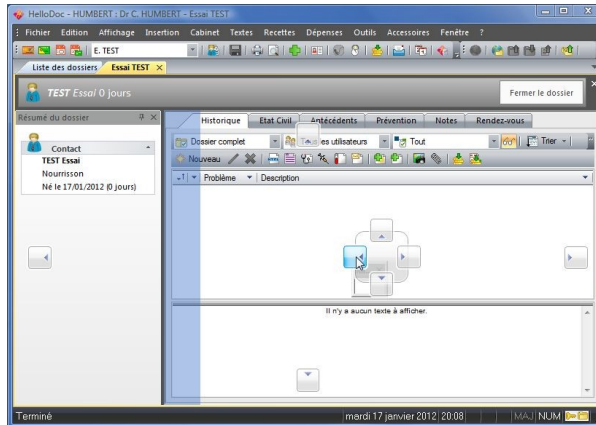 HelloDoc - HUMBERT : Dr C. HUMBERT - Essai TEST
Fichier Edition Affichage Insertion Cabinet Textes Recettes Dépenses Outils Accessoires Fenêtre ?
E. TEST
Liste des dossiers Essai TEST
TEST Essai 0 jours
Fermer le dossier
Résumé du dossier
Historique Etat Civil Antécédents Prévention Notes Rendez-vous
Contact
TEST Essai
Nourrisson
Né le 17/01/2012 (0 jours)
Dossier complet es utilisateurs Tout Trier
Nouveau
Problème Description
Il n'y a aucun texte à afficher.
Terminé
mardi 17 janvier 2012 20:08 MAJ NUM